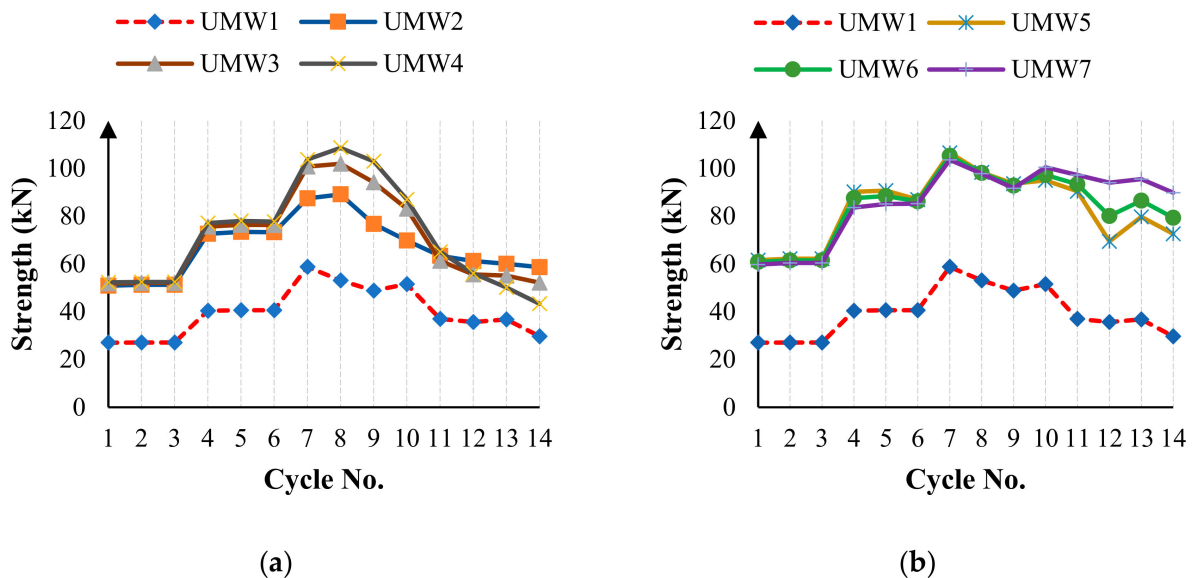 UMW1 UMW2
UMW3 UMW4
120
100
80
60
40
20
0
Strength (kN)
1 2 3 4 5 6 7 8 9 10 11 12 13 14
Cycle No.
(a)
UMW1 UMW5
UMW6 UMW7
120
100
80
60
40
20
0
Strength (kN)
1 2 3 4 5 6 7 8 9 10 11 12 13 14
Cycle No.
(b)